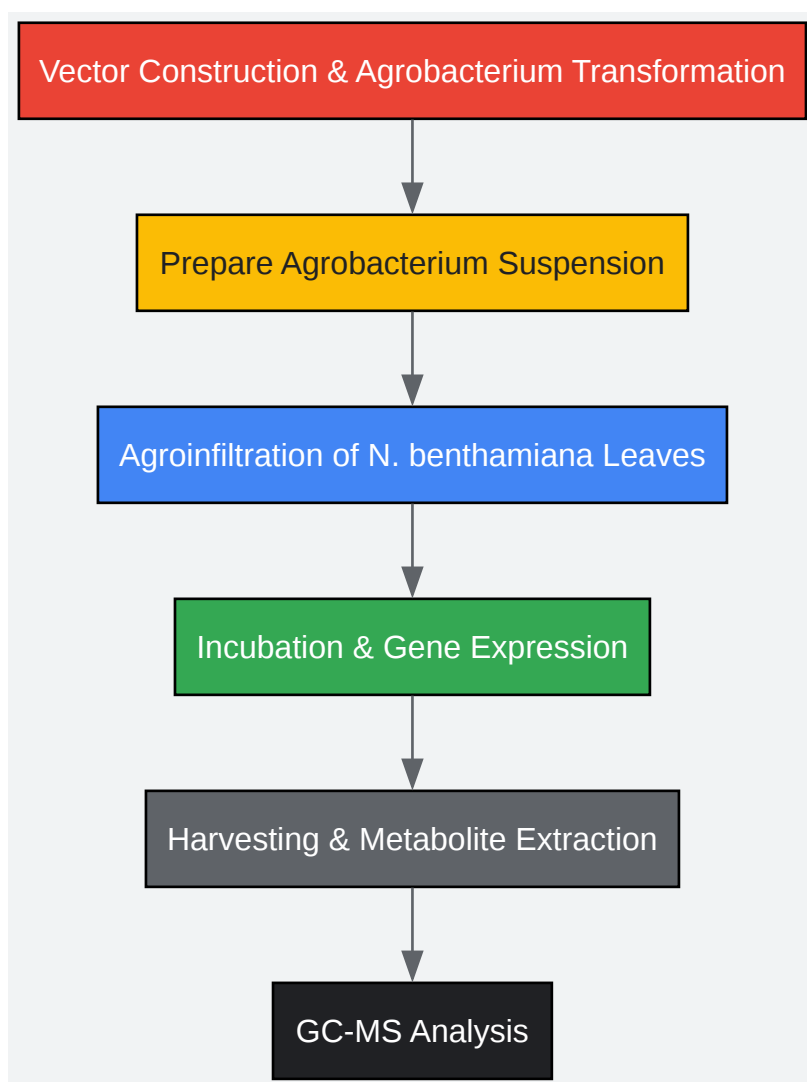 Vector Construction & Agrobacterium Transformation
Prepare Agrobacterium Suspension
Agroinfiltration of N. benthamiana Leaves
Incubation & Gene Expression
Harvesting & Metabolite Extraction
GC-MS Analysis